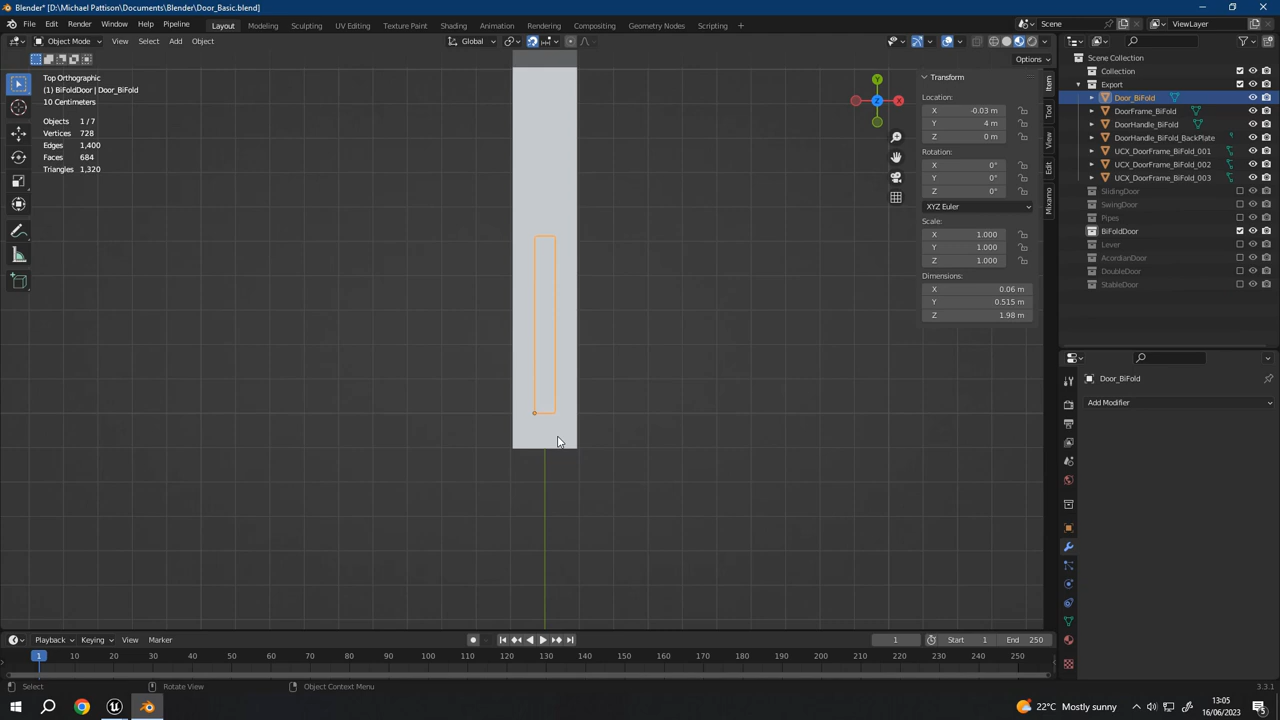 Blender* [D:\Michael Pattison\Documents\Blender\Door_Basic.blend]
File Edit Render Window Help Pipeline Layout Modeling Sculpting UV Editing Texture Paint Shading Animation Rendering Compositing Geometry Nodes Scripting + Scene ViewLayer
Object Mode View Select Add Object Global
Options
Top Orthographic
(1) BiFoldDoor | Door_BiFold
10 Centimeters
Objects 1 / 7
Vertices 728
Edges 1,400
Faces 684
Triangles 1,320
Y
Z
X
Transform
Location:
X -0.03 m
Y 4 m
Z 0 m
Rotation:
X 0°
Y 0°
Z 0°
XYZ Euler
Scale:
X 1.000
Y 1.000
Z 1.000
Dimensions:
X 0.06 m
Y 0.515 m
Z 1.98 m
Item
Tool
View
Edit
Mixamo
Scene Collection
Collection
Export
Door_BiFold
DoorFrame_BiFold
DoorHandle_BiFold
DoorHandle_BiFold_BackPlate
UCX_DoorFrame_BiFold_001
UCX_DoorFrame_BiFold_002
UCX_DoorFrame_BiFold_003
SlidingDoor
SwingDoor
Pipes
BiFoldDoor
Lever
AcordianDoor
DoubleDoor
StableDoor
Door_BiFold
Add Modifier
Playback Keying View Marker 1 Start 1 End 250
1 10 20 30 40 50 60 70 80 90 100 110 120 130 140 150 160 170 180 190 200 210 220 230 240 250
Select Rotate View Object Context Menu 3.3.1
22°C Mostly sunny 13:05
16/06/2023